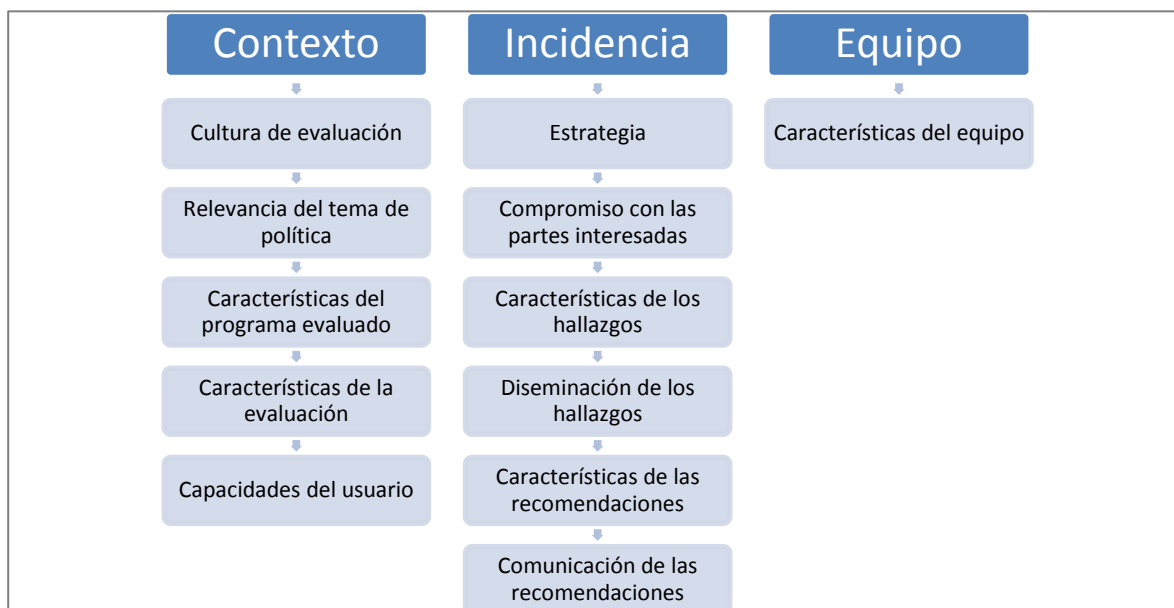 Contexto
Cultura de evaluación
Relevancia del tema de
política
Características del
programa evaluado
Características de la
evaluación
Capacidades del usuario
Incidencia
Estrategia
Compromiso con las
partes interesadas
Características de los
hallazgos
Diseminación de los
hallazgos
Características de las
recomendaciones
Comunicación de las
recomendaciones
Equipo
Características del equipo